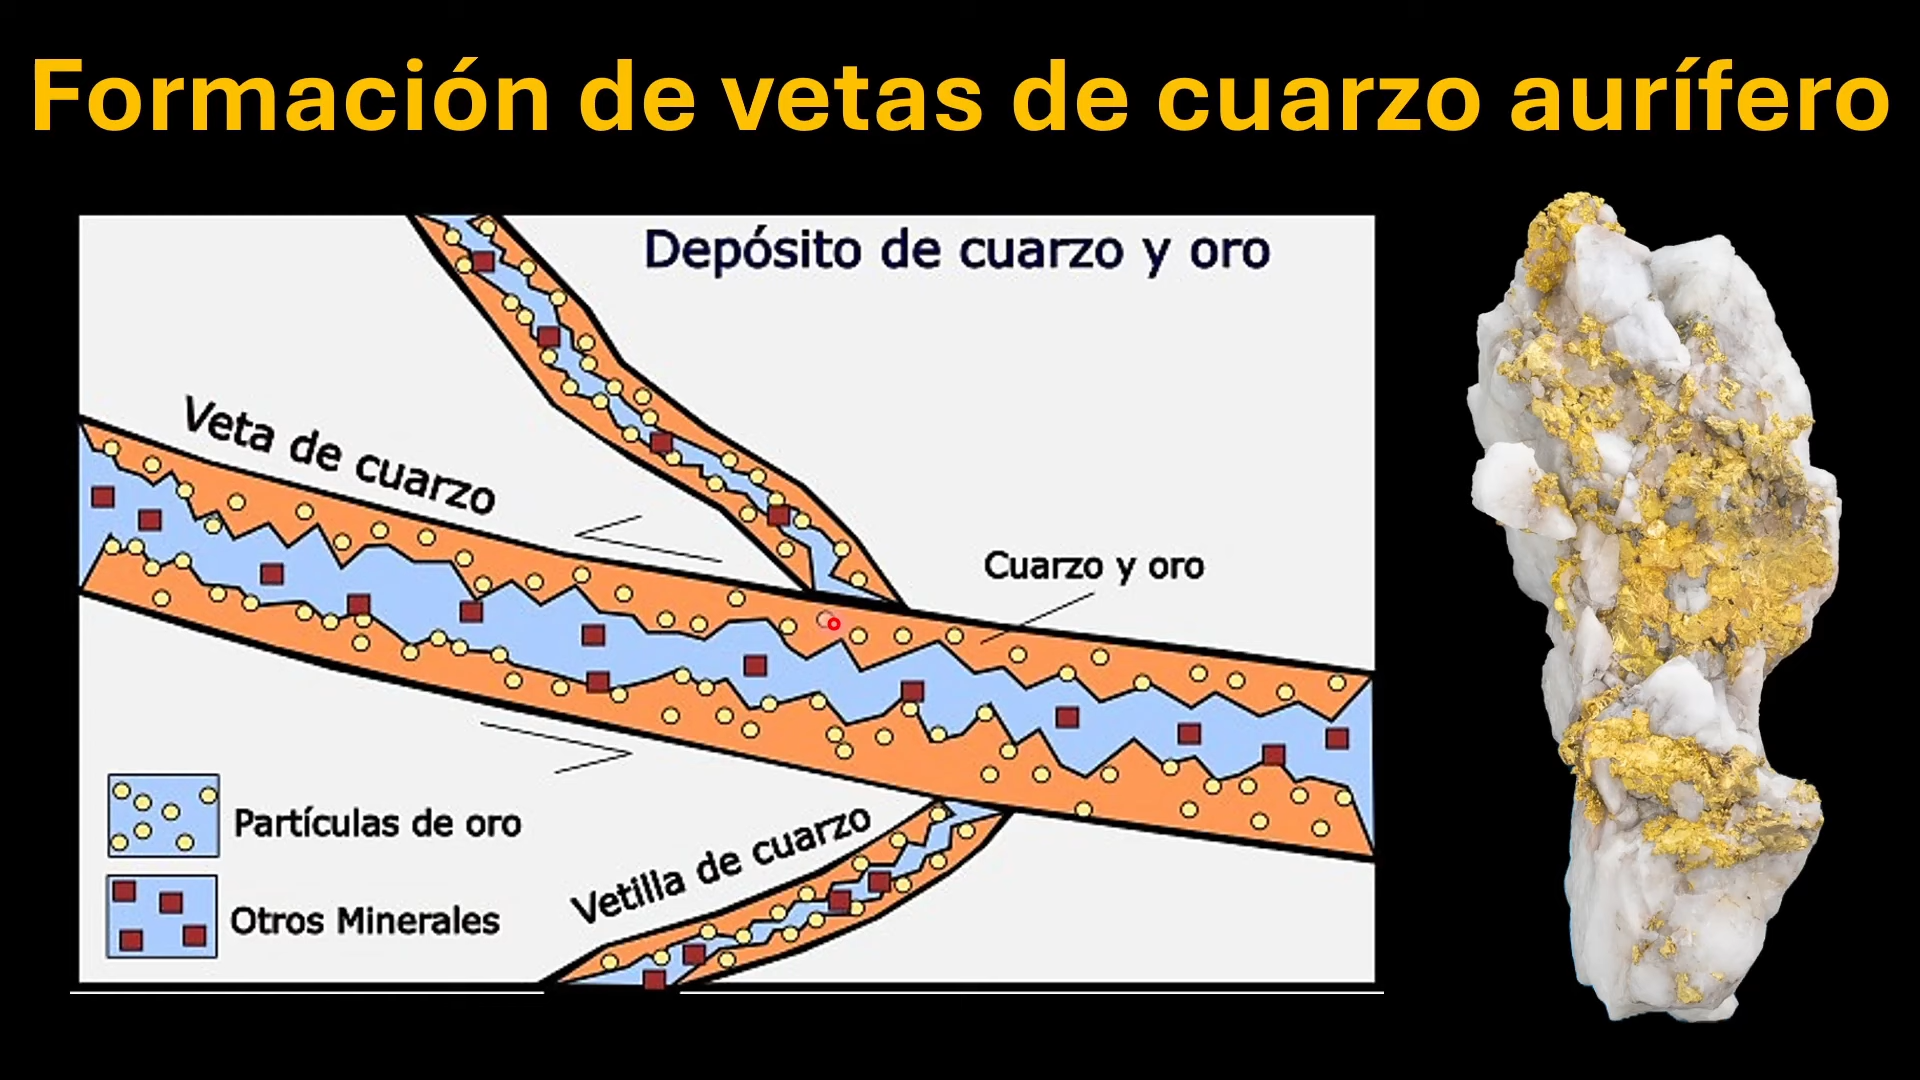 Formación de vetas de cuarzo aurífero
Depósito de cuarzo y oro
Veta de cuarzo
Cuarzo y oro
Vetilla de cuarzo
Partículas de oro
Otros Minerales